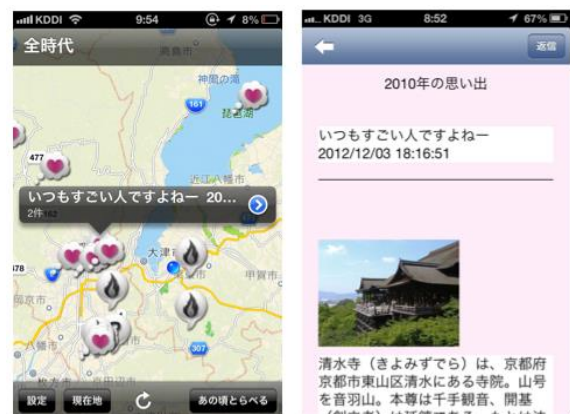 KDDI 9:54 8%
全時代
神岡の滝
161
琵琶湖
477
近江八幡市
いつもすごい人ですよねー 20...
2件
162
大津
478
甲賀市
八幡市
307
設定 現在地 あの頃とらべる
KDDI 3G 8:52 67%
返信
2010年の思い出
いつもすごい人ですよねー
2012/12/03 18:16:51
清水寺（きよみずでら）は、京都府
京都市東山区清水にある寺院。山号
を音羽山。本尊は千手観音、開基